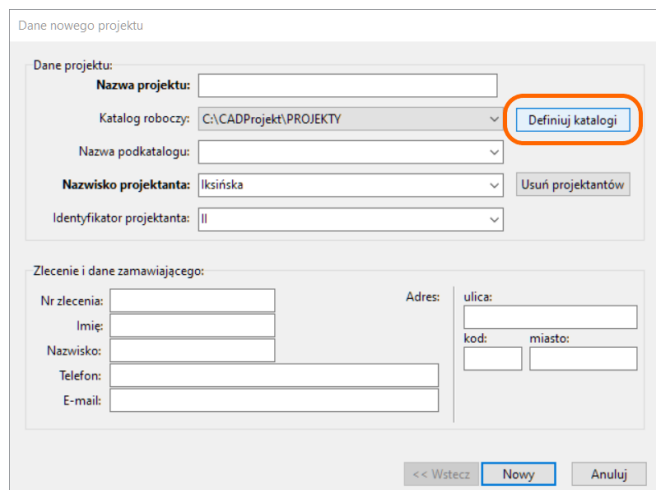 Dane nowego projektu
Dane projektu:
Nazwa projektu:
Katalog roboczy: C:\CADProjekt\PROJEKTY Definiuj katalogi
Nazwa podkatalogu:
Nazwisko projektanta: Iksińska Usuń projektantów
Identyfikator projektanta: II
Zlecenie i dane zamawiającego:
Nr zlecenia: Adres: ulica:
Imię:
Nazwisko: kod: miasto:
Telefon:
E-mail:
<< Wstecz Nowy Anuluj